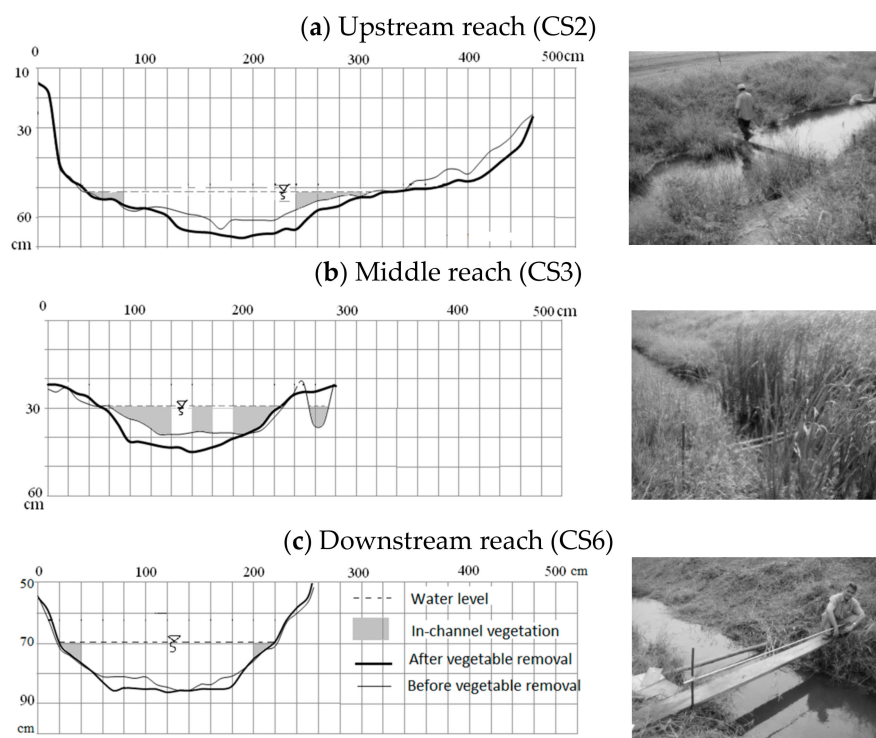 (a) Upstream reach (CS2)
0 100 200 300 400 500cm
10
30
60
cm
(b) Middle reach (CS3)
0 100 200 300 400 500 cm
30
60
cm
(c) Downstream reach (CS6)
100 200 300 400 500 cm
50
70
90
cm
Water level
In-channel vegetation
After vegetable removal
Before vegetable removal